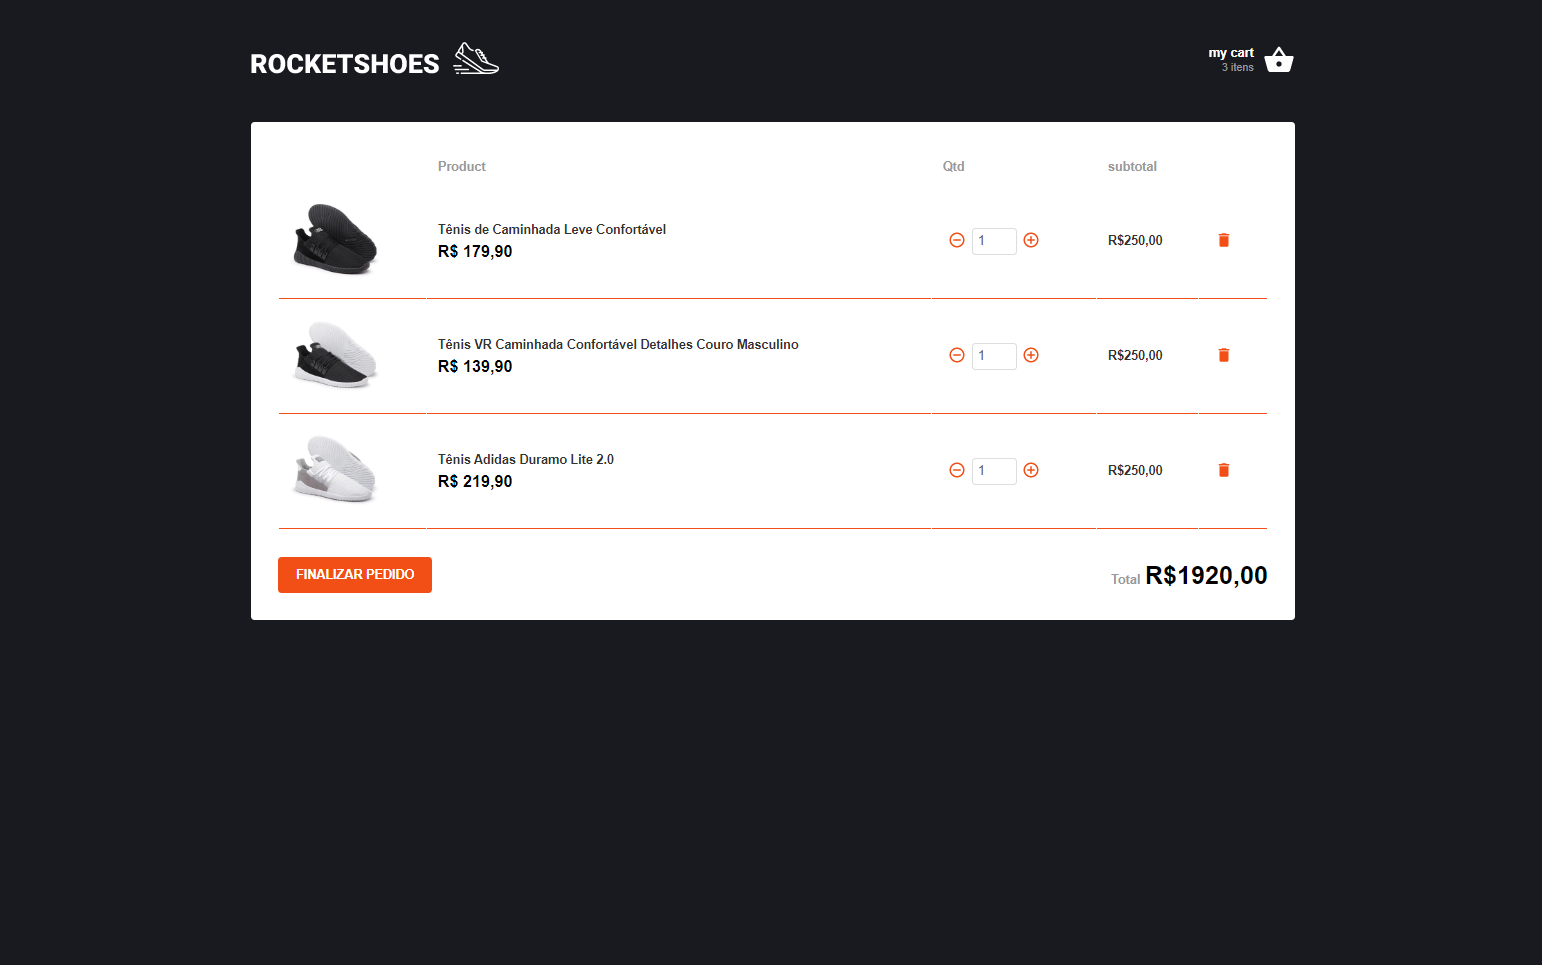 ROCKETSHOES
my cart
3 itens
Product Qtd subtotal
Tênis de Caminhada Leve Confortável
R$ 179,90
1
R$250,00
Tênis VR Caminhada Confortável Detalhes Couro Masculino
R$ 139,90
1
R$250,00
Tênis Adidas Duramo Lite 2.0
R$ 219,90
1
R$250,00
FINALIZAR PEDIDO
Total R$1920,00